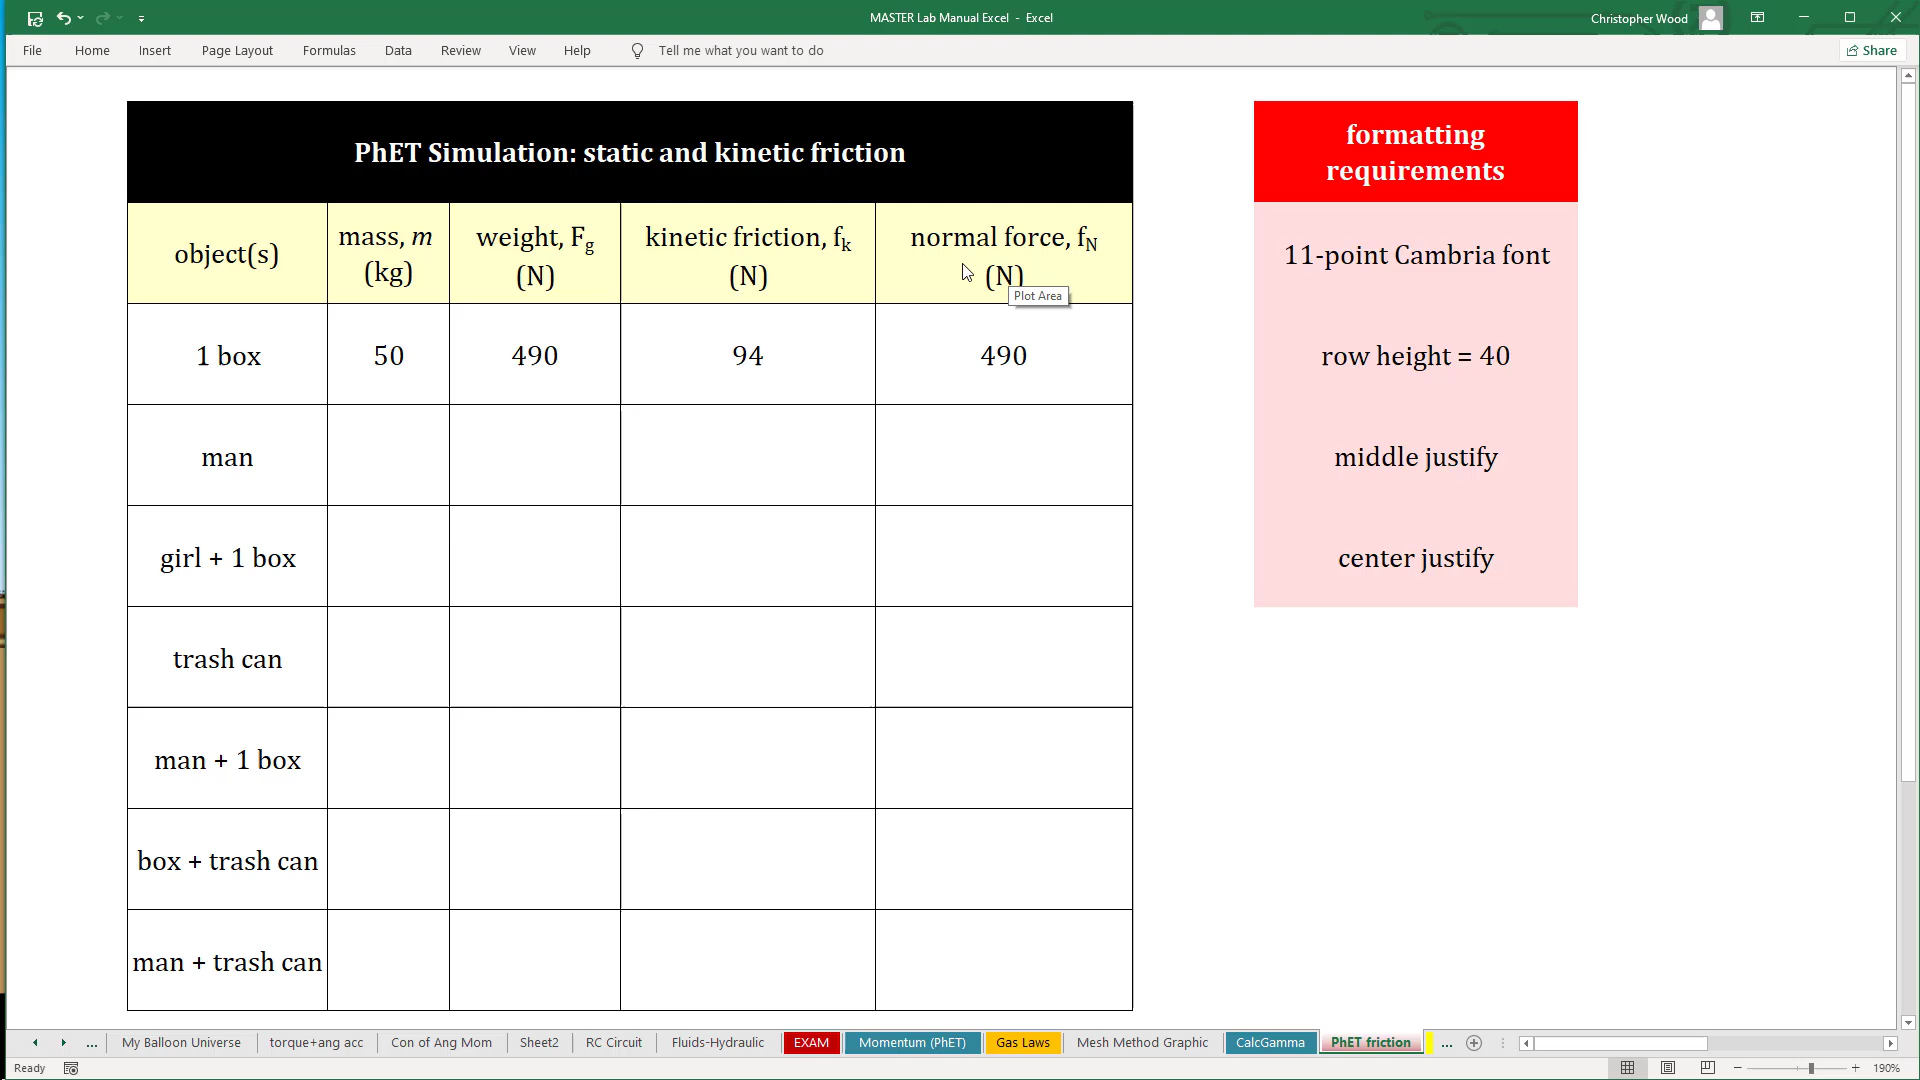 MASTER Lab Manual Excel - Excel
Christopher Wood
File Home Insert Page Layout Formulas Data Review View Help Tell me what you want to do
Share
PhET Simulation: static and kinetic friction
object(s)
mass, m
(kg)
weight, Fg
(N)
kinetic friction, fk
(N)
normal force, fN
(N)
Plot Area
1 box 50 490 94 490
man
girl + 1 box
trash can
man + 1 box
box + trash can
man + trash can
formatting
requirements
11-point Cambria font
row height = 40
middle justify
center justify
... My Balloon Universe torque+ang acc Con of Ang Mom Sheet2 RC Circuit Fluids-Hydraulic EXAM Momentum (PhET) Gas Laws Mesh Method Graphic CalcGamma PhET friction ...
Ready
190%